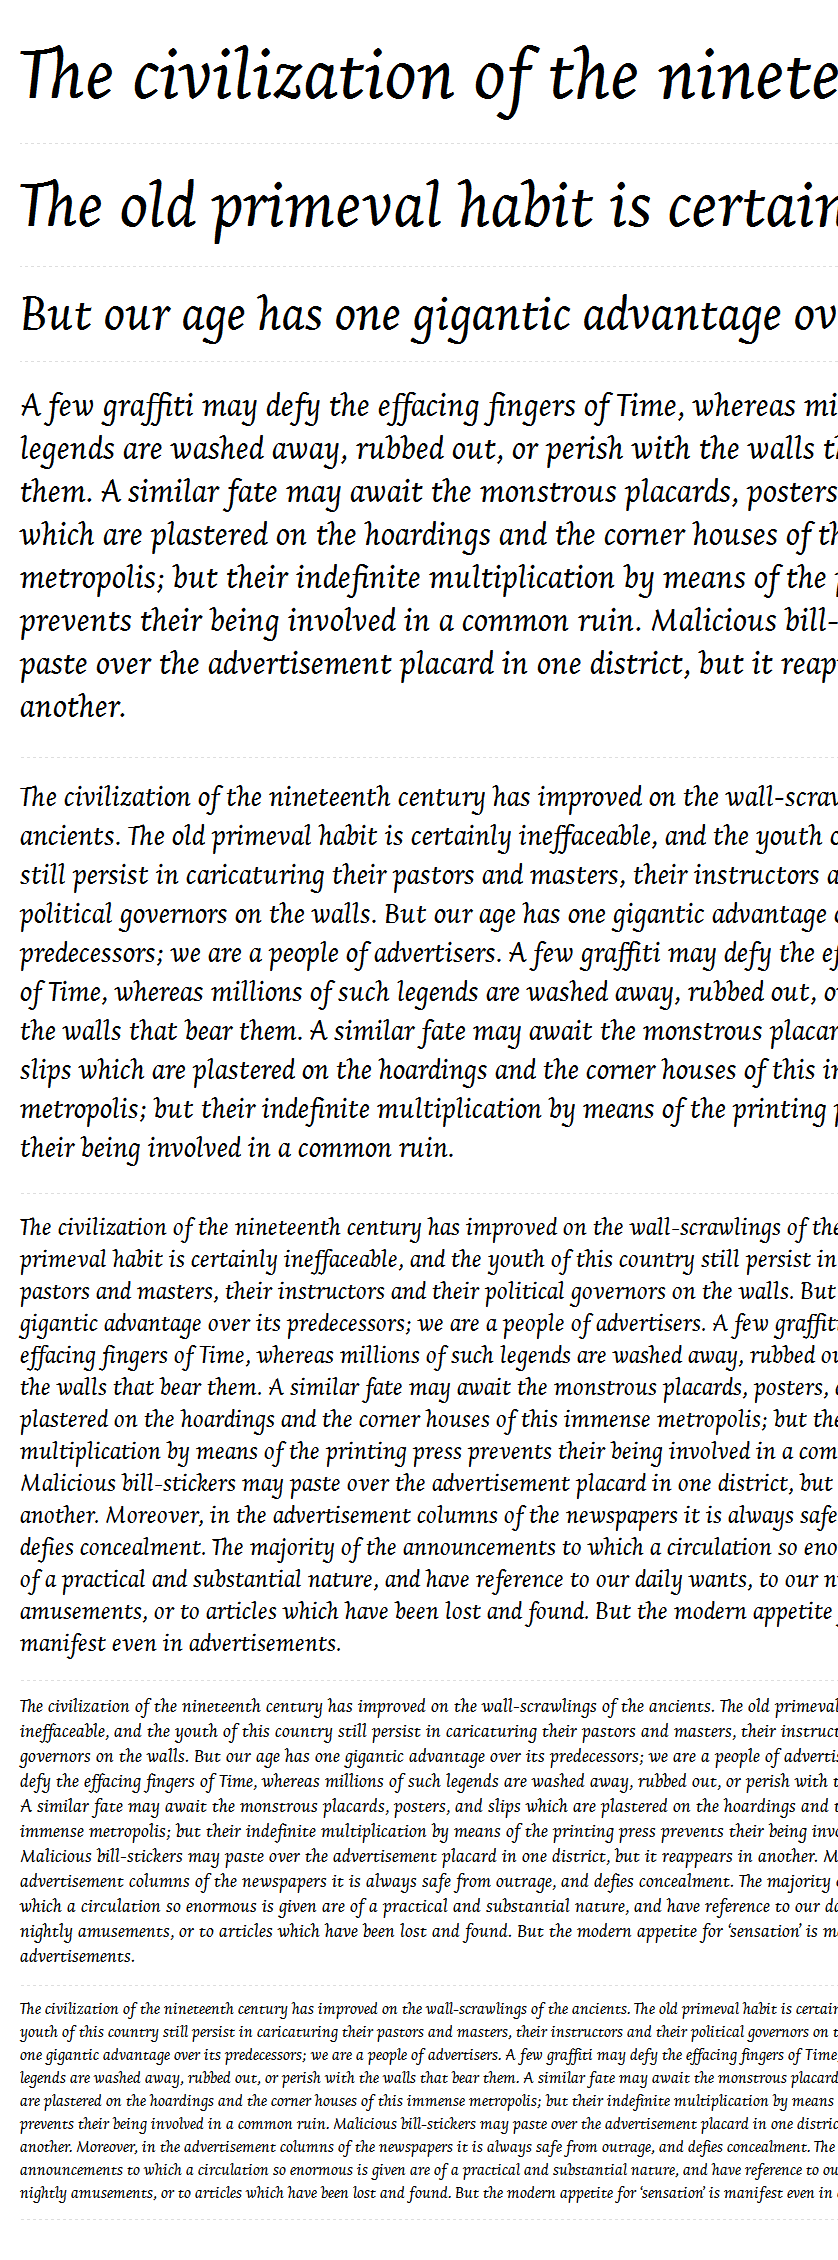 The civilization of the ninete
The old primeval habit is certain
But our age has one gigantic advantage ov
A few graffiti may defy the effacing fingers of Time, whereas mi
legends are washed away, rubbed out, or perish with the walls th
them. A similar fate may await the monstrous placards, posters
which are plastered on the hoardings and the corner houses of th
metropolis; but their indefinite multiplication by means of the p
prevents their being involved in a common ruin. Malicious bill-
paste over the advertisement placard in one district, but it reap
another.
The civilization of the nineteenth century has improved on the wall-scraw
ancients. The old primeval habit is certainly ineffaceable, and the youth o
still persist in caricaturing their pastors and masters, their instructors a
political governors on the walls. But our age has one gigantic advantage o
predecessors; we are a people of advertisers. A few graffiti may defy the ef
of Time, whereas millions of such legends are washed away, rubbed out, o
the walls that bear them. A similar fate may await the monstrous placar
slips which are plastered on the hoardings and the corner houses of this im
metropolis; but their indefinite multiplication by means of the printing p
their being involved in a common ruin.
The civilization of the nineteenth century has improved on the wall-scrawlings of the
primeval habit is certainly ineffaceable, and the youth of this country still persist in
pastors and masters, their instructors and their political governors on the walls. But
gigantic advantage over its predecessors; we are a people of advertisers. A few graffiti
effacing fingers of Time, whereas millions of such legends are washed away, rubbed ou
the walls that bear them. A similar fate may await the monstrous placards, posters, a
plastered on the hoardings and the corner houses of this immense metropolis; but the
multiplication by means of the printing press prevents their being involved in a com
Malicious bill-stickers may paste over the advertisement placard in one district, but
another. Moreover, in the advertisement columns of the newspapers it is always safe
defies concealment. The majority of the announcements to which a circulation so eno
of a practical and substantial nature, and have reference to our daily wants, to our n
amusements, or to articles which have been lost and found. But the modern appetite f
manifest even in advertisements.
The civilization of the nineteenth century has improved on the wall-scrawlings of the ancients. The old primeval
ineffaceable, and the youth of this country still persist in caricaturing their pastors and masters, their instruct
governors on the walls. But our age has one gigantic advantage over its predecessors; we are a people of advertis
defy the effacing fingers of Time, whereas millions of such legends are washed away, rubbed out, or perish with t
A similar fate may await the monstrous placards, posters, and slips which are plastered on the hoardings and t
immense metropolis; but their indefinite multiplication by means of the printing press prevents their being invo
Malicious bill-stickers may paste over the advertisement placard in one district, but it reappears in another. M
advertisement columns of the newspapers it is always safe from outrage, and defies concealment. The majority o
which a circulation so enormous is given are of a practical and substantial nature, and have reference to our da
nightly amusements, or to articles which have been lost and found. But the modern appetite for ‘sensation’ is ma
advertisements.
The civilization of the nineteenth century has improved on the wall-scrawlings of the ancients. The old primeval habit is certain
youth of this country still persist in caricaturing their pastors and masters, their instructors and their political governors on t
one gigantic advantage over its predecessors; we are a people of advertisers. A few graffiti may defy the effacing fingers of Time,
legends are washed away, rubbed out, or perish with the walls that bear them. A similar fate may await the monstrous placard
are plastered on the hoardings and the corner houses of this immense metropolis; but their indefinite multiplication by means
prevents their being involved in a common ruin. Malicious bill-stickers may paste over the advertisement placard in one distric
another. Moreover, in the advertisement columns of the newspapers it is always safe from outrage, and defies concealment. The
announcements to which a circulation so enormous is given are of a practical and substantial nature, and have reference to ou
nightly amusements, or to articles which have been lost and found. But the modern appetite for ‘sensation’ is manifest even in